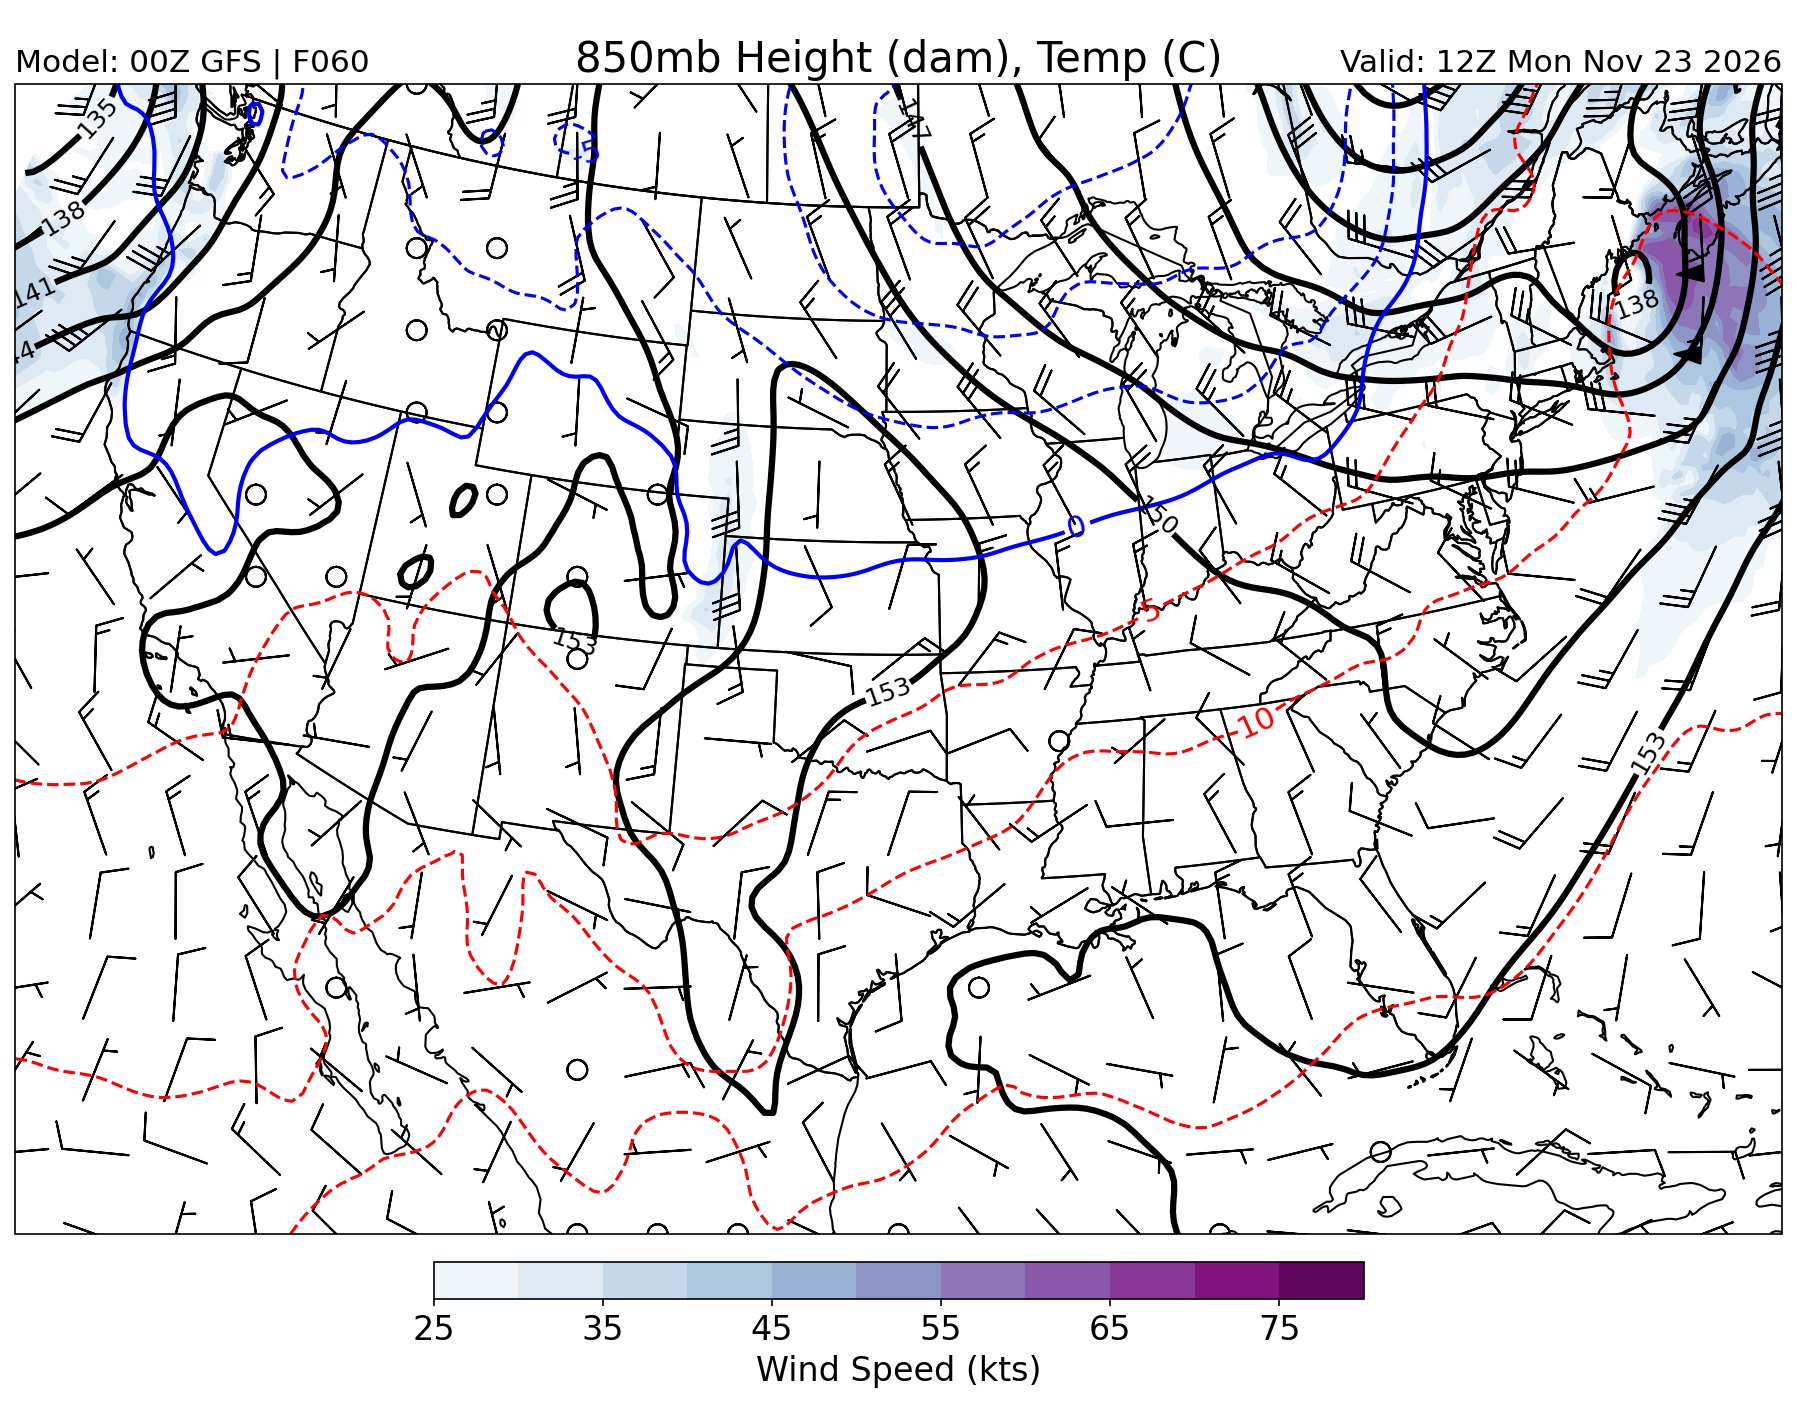 Model: 00Z GFS | F060
850mb Height (dam), Temp (C)
Valid: 12Z Mon Nov 23 2026
135
147
-5
138
141
138
150
0
5
153
153
10
153
25 35 45 55 65 75
Wind Speed (kts)